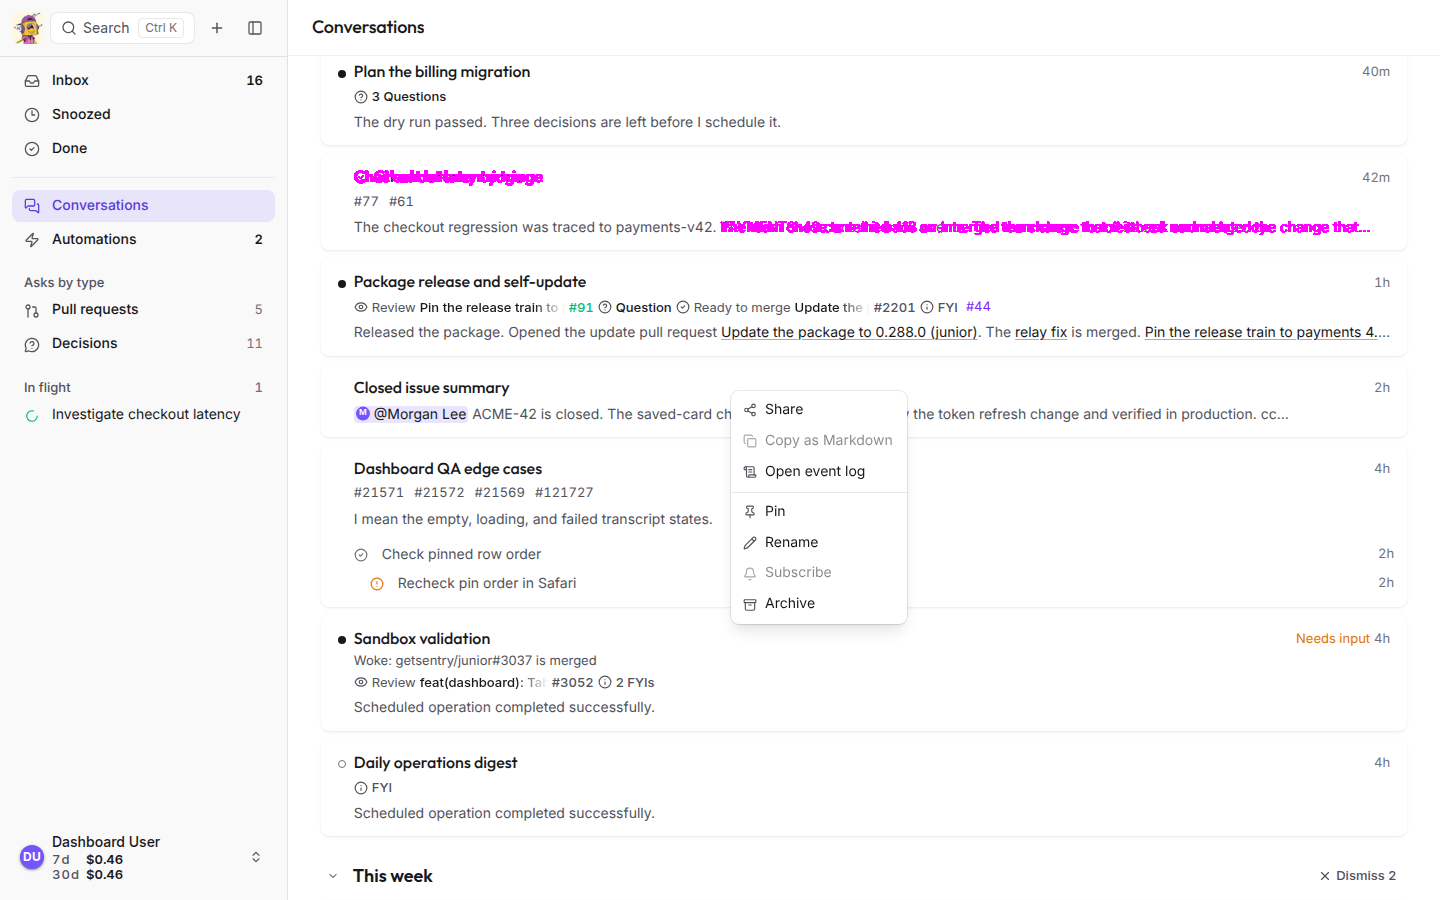 Search Ctrl K
Conversations
Inbox 16
Snoozed
Done
Conversations
Automations 2
Asks by type
Pull requests 5
Decisions 11
In flight 1
Investigate checkout latency
Dashboard User
DU
7d $0.46
30d $0.46
Plan the billing migration 40m
3 Questions
The dry run passed. Three decisions are left before I schedule it.
42m
#77 #61
The checkout regression was traced to payments-v42. change that...
Package release and self-update 1h
Review Pin the release train to #91 Question Ready to merge Update the #2201 FYI #44
Released the package. Opened the update pull request Update the package to 0.288.0 (junior). The relay fix is merged. Pin the release train to payments 4....
Closed issue summary 2h
M @Morgan Lee ACME-42 is closed. The saved-card ch y the token refresh change and verified in production. cc...
Share
Copy as Markdown
Open event log
Pin
Rename
Subscribe
Archive
Dashboard QA edge cases 4h
#21571 #21572 #21569 #121727
I mean the empty, loading, and failed transcript states.
Check pinned row order 2h
Recheck pin order in Safari 2h
Sandbox validation Needs input 4h
Woke: getsentry/junior#3037 is merged
Review feat(dashboard): Ta #3052 2 FYIs
Scheduled operation completed successfully.
Daily operations digest 4h
FYI
Scheduled operation completed successfully.
This week Dismiss 2